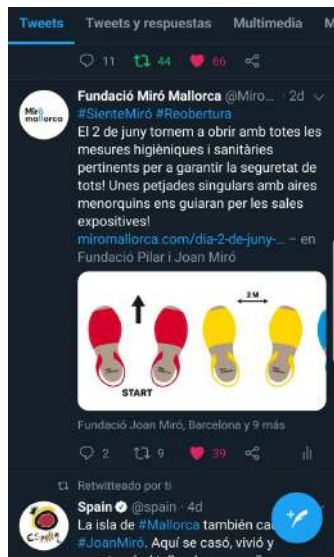 Tweets Tweets y respuestas Multimedia M
11 44 66
Miró
mallorca
Fundació Miró Mallorca @Miro... · 2d
#SienteMiró #Reobertura
El 2 de juny tornem a obrir amb totes les
mesures higièniques i sanitàries
pertinents per a garantir la seguretat de
tots! Unes petjades singulars amb aires
menorquins ens guiaran per les sales
expositives!
miromallorca.com/dia-2-de-juny-... – en
Fundació Pilar i Joan Miró
2 M
START
Fundació Joan Miró, Barcelona y 9 más
2 9 39
Retwitteado por ti
Spain @spain · 4d
España
La isla de #Mallorca también ca
#JoanMiró. Aquí se casó, vivió y